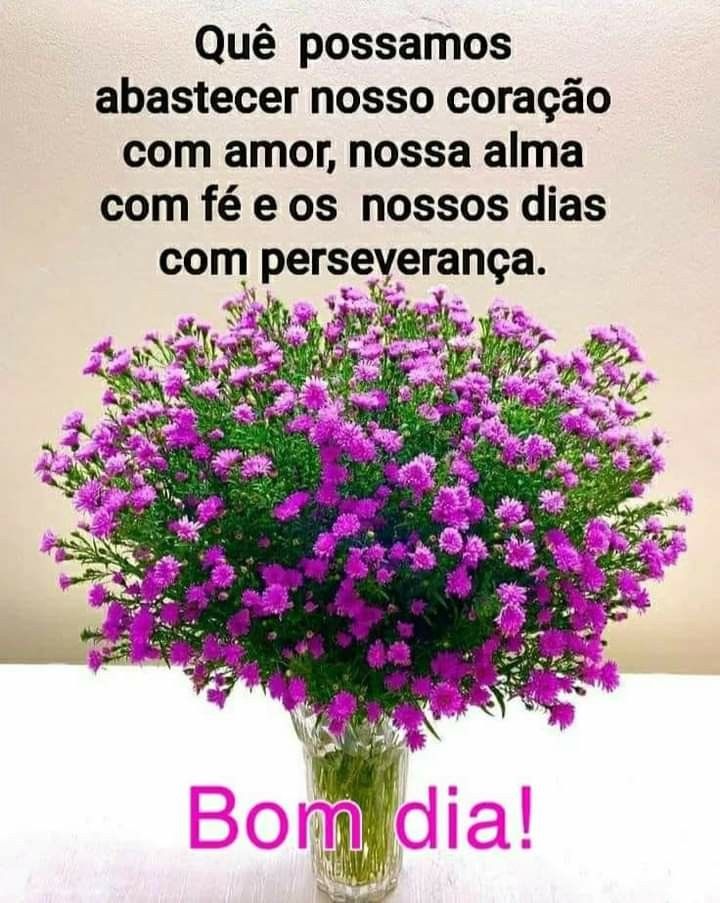 Quê possamos
abastecer nosso coração
com amor, nossa alma
com fé e os nossos dias
com perseverança.
Bom dia!